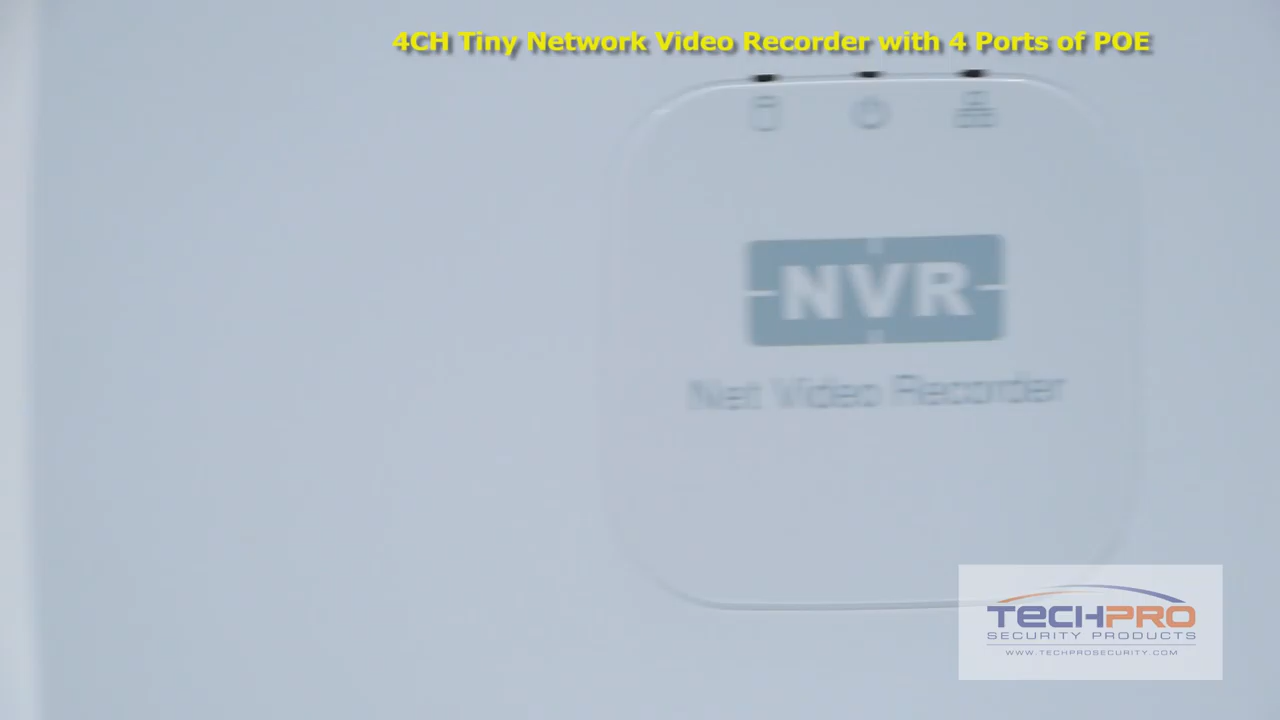 4CH Tiny Network Video Recorder with 4 Ports of POE
NVR
Net Video Recorder
TECHPRO
SECURITY PRODUCTS
WWW.TECHPROSECURITY.COM